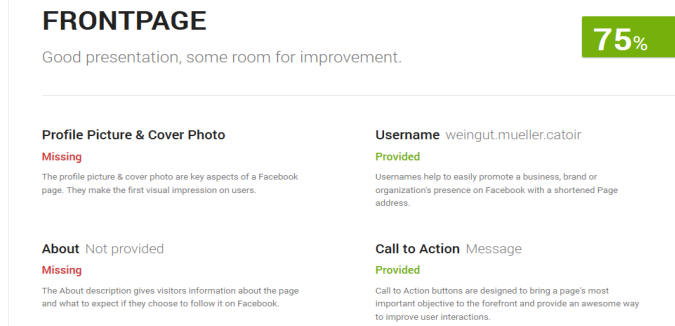 FRONTPAGE
Good presentation, some room for improvement.
75%
Profile Picture & Cover Photo
Missing
The profile picture & cover photo are key aspects of a Facebook
page. They make the first visual impression on users.
Username weingut.mueller.catoir
Provided
Usernames help to easily promote a business, brand or
organization's presence on Facebook with a shortened Page
address.
About Not provided
Missing
The About description gives visitors information about the page
and what to expect if they choose to follow it on Facebook.
Call to Action Message
Provided
Call to Action buttons are designed to bring a page's most
important objective to the forefront and provide an awesome way
to improve user interactions.